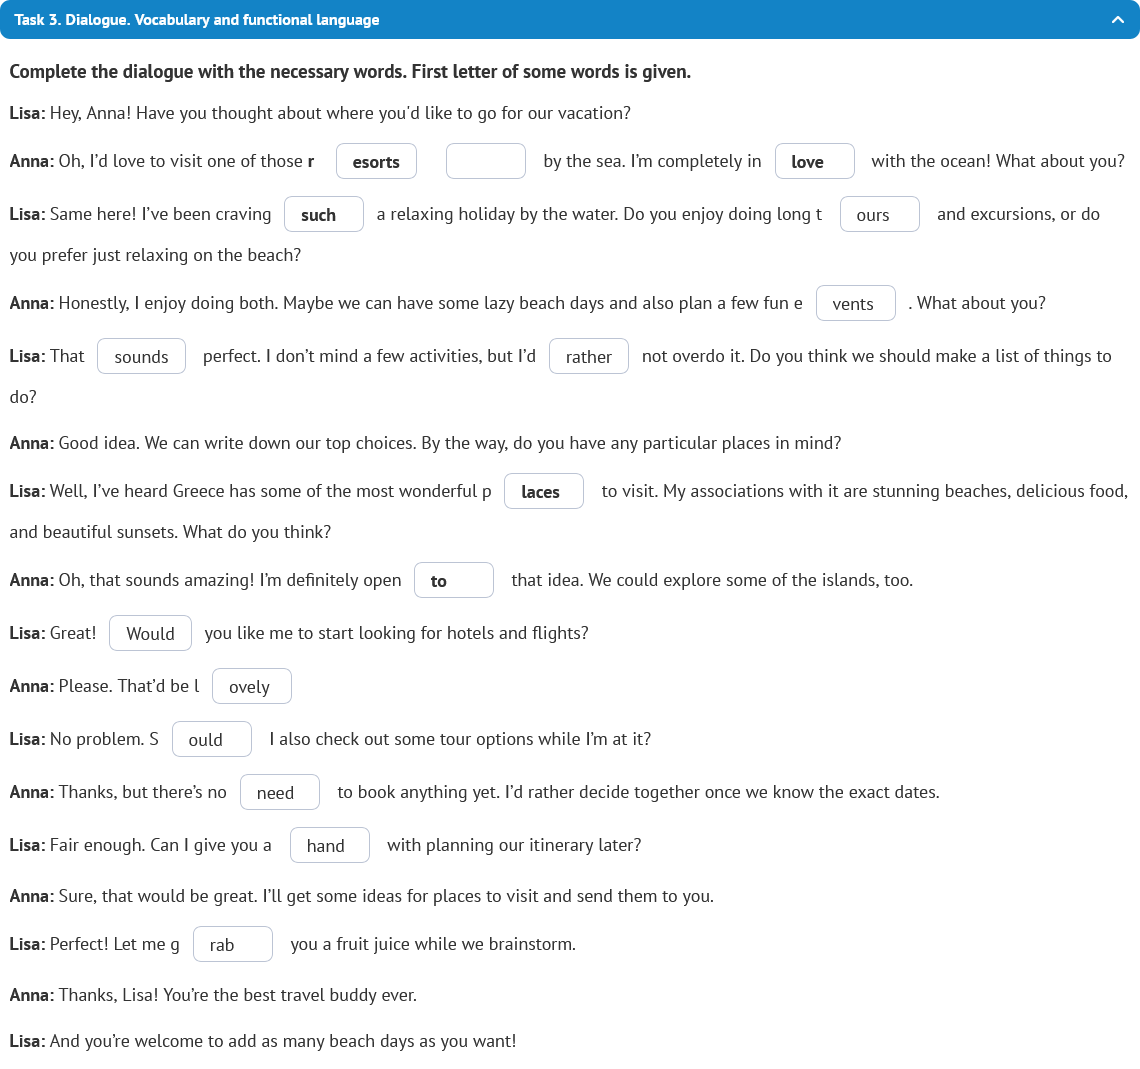 Task 3. Dialogue. Vocabulary and functional language
Complete the dialogue with the necessary words. First letter of some words is given.
Lisa: Hey, Anna! Have you thought about where you'd like to go for our vacation?
Anna: Oh, I’d love to visit one of those r esorts by the sea. I’m completely in love with the ocean! What about you?
Lisa: Same here! I’ve been craving such a relaxing holiday by the water. Do you enjoy doing long t ours and excursions, or do
you prefer just relaxing on the beach?
Anna: Honestly, I enjoy doing both. Maybe we can have some lazy beach days and also plan a few fun e vents . What about you?
Lisa: That sounds perfect. I don’t mind a few activities, but I’d rather not overdo it. Do you think we should make a list of things to
do?
Anna: Good idea. We can write down our top choices. By the way, do you have any particular places in mind?
Lisa: Well, I’ve heard Greece has some of the most wonderful p laces to visit. My associations with it are stunning beaches, delicious food,
and beautiful sunsets. What do you think?
Anna: Oh, that sounds amazing! I’m definitely open to that idea. We could explore some of the islands, too.
Lisa: Great! Would you like me to start looking for hotels and flights?
Anna: Please. That’d be l ovely
Lisa: No problem. S ould I also check out some tour options while I’m at it?
Anna: Thanks, but there’s no need to book anything yet. I’d rather decide together once we know the exact dates.
Lisa: Fair enough. Can I give you a hand with planning our itinerary later?
Anna: Sure, that would be great. I’ll get some ideas for places to visit and send them to you.
Lisa: Perfect! Let me g rab you a fruit juice while we brainstorm.
Anna: Thanks, Lisa! You’re the best travel buddy ever.
Lisa: And you’re welcome to add as many beach days as you want!